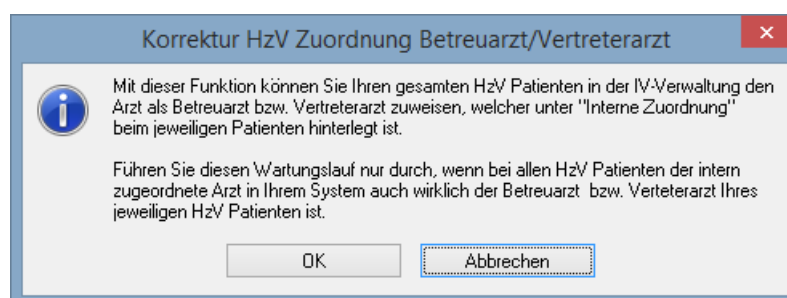 Korrektur HzV Zuordnung Betreuarzt/Vertreterarzt
Mit dieser Funktion können Sie Ihren gesamten HzV Patienten in der IV-Verwaltung den
Arzt als Betreuarzt bzw. Vertreterarzt zuweisen, welcher unter "Interne Zuordnung"
beim jeweiligen Patienten hinterlegt ist.
Führen Sie diesen Wartungslauf nur durch, wenn bei allen HzV Patienten der intern
zugeordnete Arzt in Ihrem System auch wirklich der Betreuarzt bzw. Verteterarzt Ihres
jeweiligen HzV Patienten ist.
OK
Abbrechen